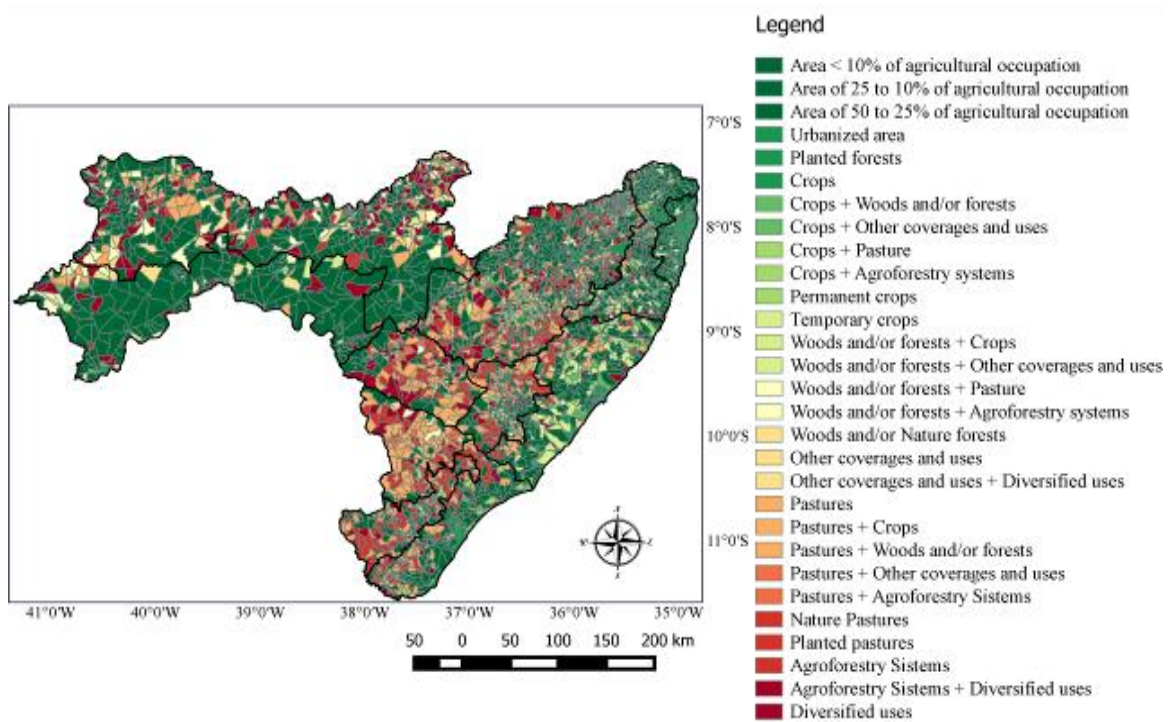 Legend
Area < 10% of agricultural occupation
Area of 25 to 10% of agricultural occupation
Area of 50 to 25% of agricultural occupation
Urbanized area
Planted forests
Crops
Crops + Woods and/or forests
Crops + Other coverages and uses
Crops + Pasture
Crops + Agroforestry systems
Permanent crops
Temporary crops
Woods and/or forests + Crops
Woods and/or forests + Other coverages and uses
Woods and/or forests + Pasture
Woods and/or forests + Agroforestry systems
Woods and/or Nature forests
Other coverages and uses
Other coverages and uses + Diversified uses
Pastures
Pastures + Crops
Pastures + Woods and/or forests
Pastures + Other coverages and uses
Pastures + Agroforestry Sistems
Nature Pastures
Planted pastures
Agroforestry Sistems
Agroforestry Sistems + Diversified uses
Diversified uses
7°0'S
8°0'S
9°0'S
10°0'S
11°0'S
41°0'W 40°0'W 39°0'W 38°0'W 37°0'W 36°0'W 35°0'W
50 0 50 100 150 200 km